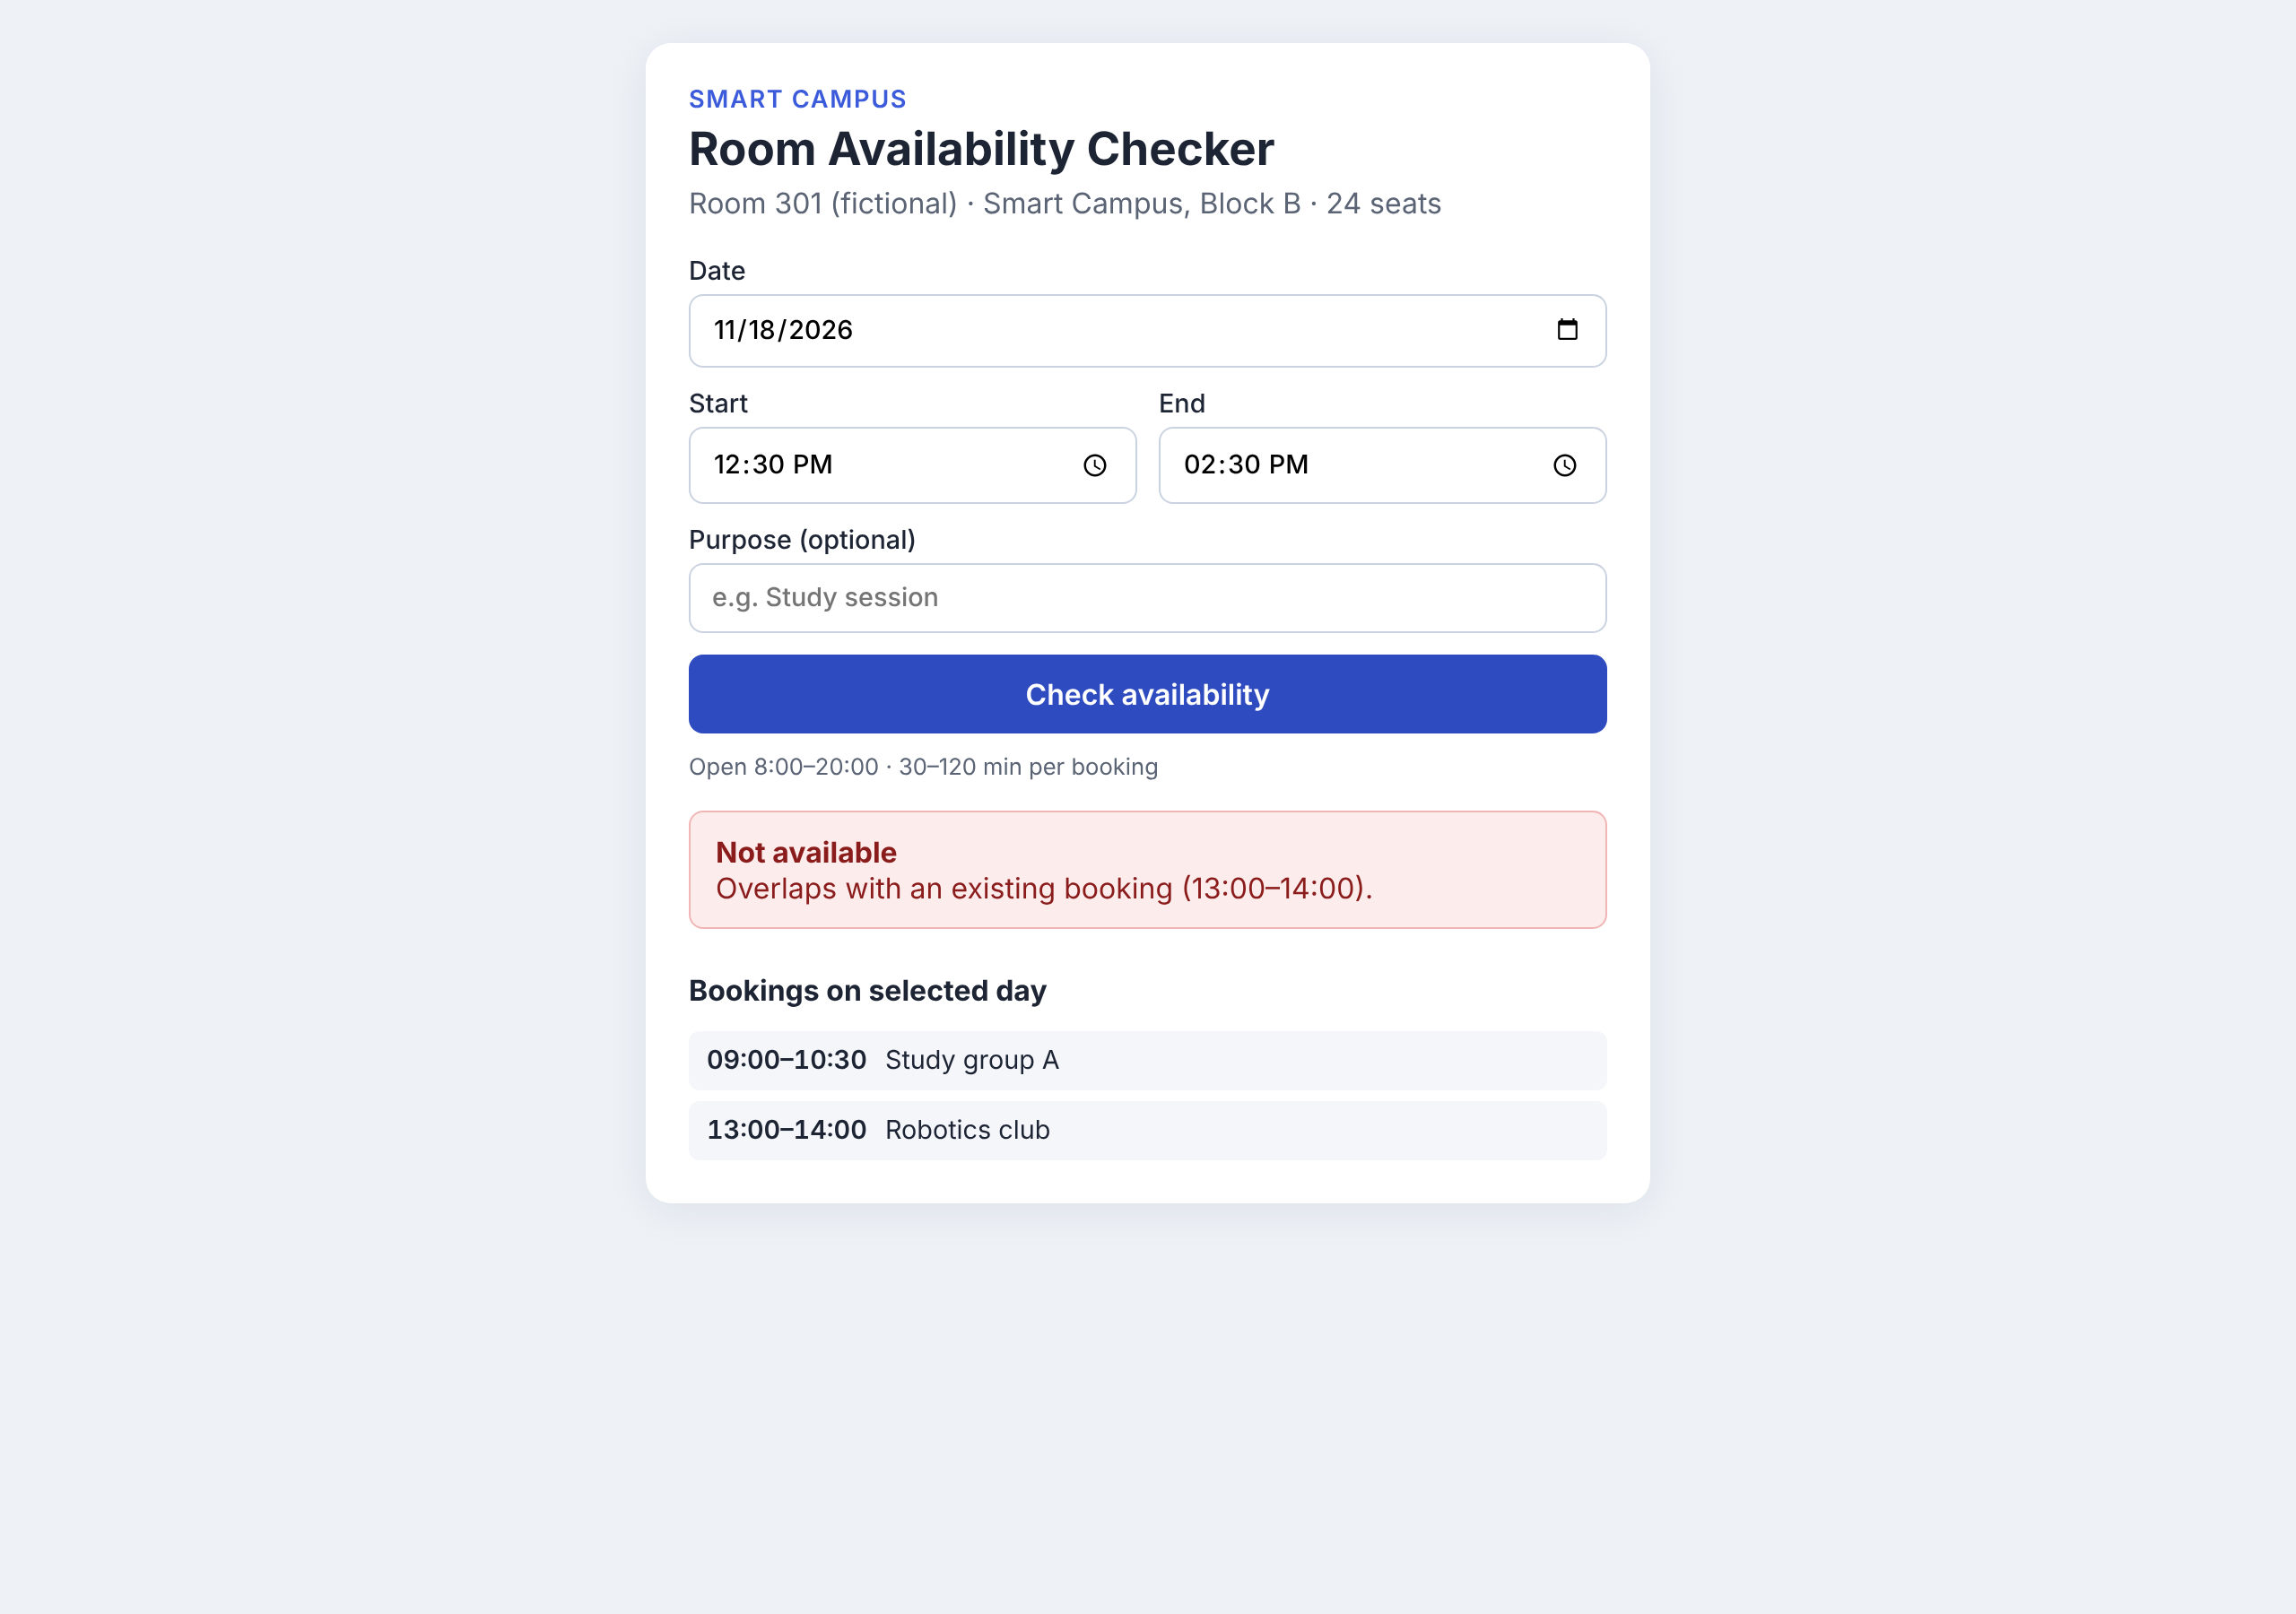 SMART CAMPUS
Room Availability Checker
Room 301 (fictional) · Smart Campus, Block B · 24 seats
Date
11/18/2026
Start
End
12:30 PM
02:30 PM
Purpose (optional)
e.g. Study session
Check availability
Open 8:00–20:00 · 30–120 min per booking
Not available
Overlaps with an existing booking (13:00–14:00).
Bookings on selected day
09:00–10:30 Study group A
13:00–14:00 Robotics club